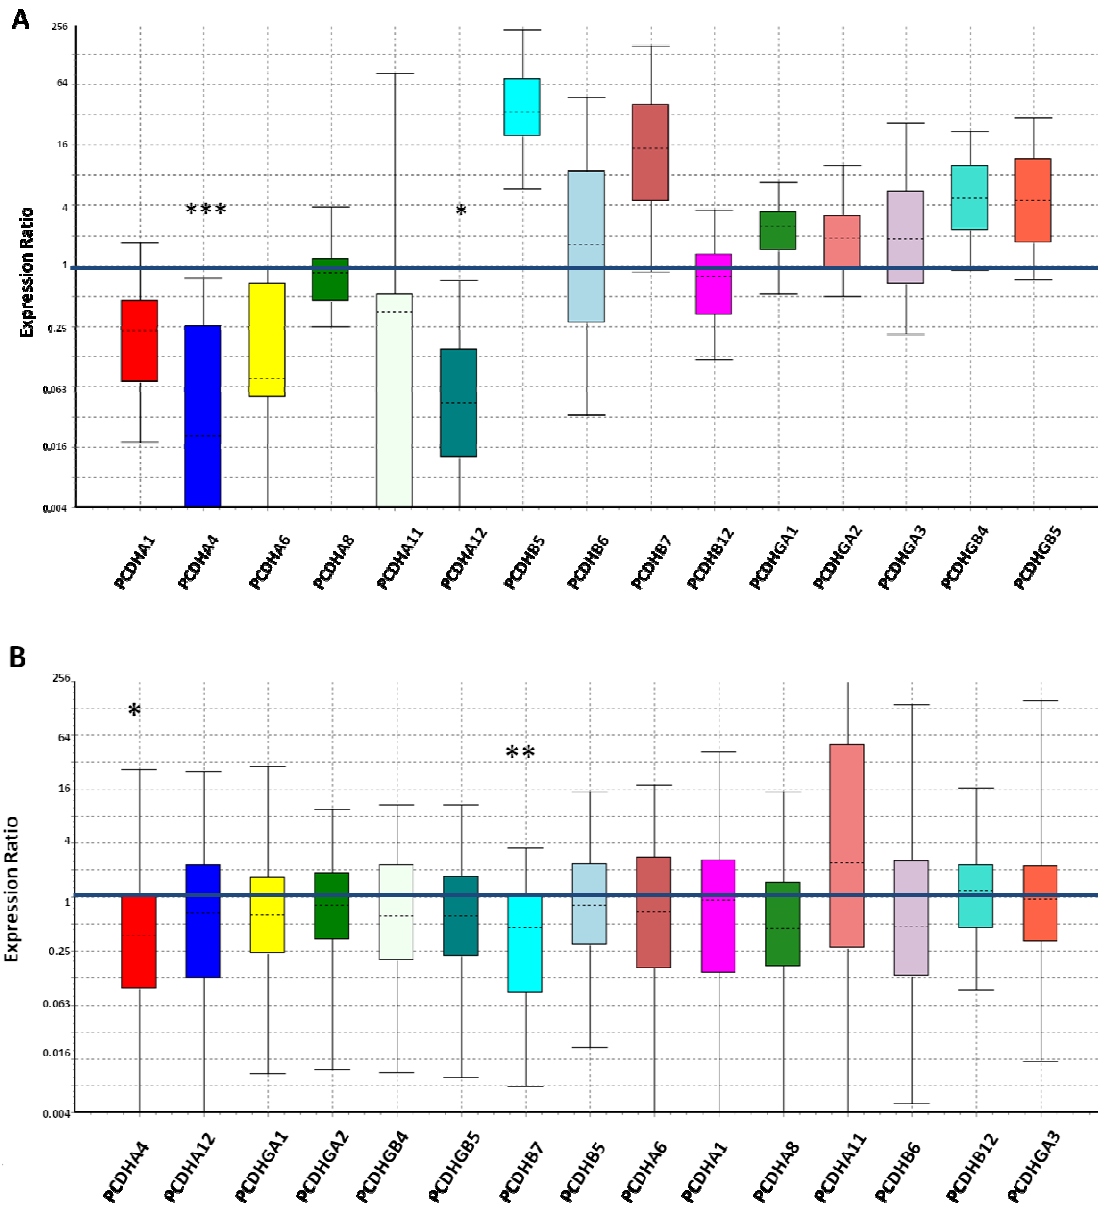 A
256
64
16
4
1
0.25
0.063
0.016
0.004
Expression Ratio
***
*
PCDHA1
PCDHA4
PCDHA6
PCDHA8
PCDHA11
PCDHA12
PCDHB5
PCDHB6
PCDHB7
PCDHB12
PCDHGA1
PCDHGA2
PCDHGA3
PCDHGB4
PCDHGB5
B
256
64
16
4
1
0.25
0.063
0.016
0.004
Expression Ratio
*
**
PCDHA4
PCDHA12
PCDHGA1
PCDHGA2
PCDHGB4
PCDHGB5
PCDHB7
PCDHB5
PCDHA6
PCDHA1
PCDHA8
PCDHA11
PCDHB6
PCDHB12
PCDHGA3